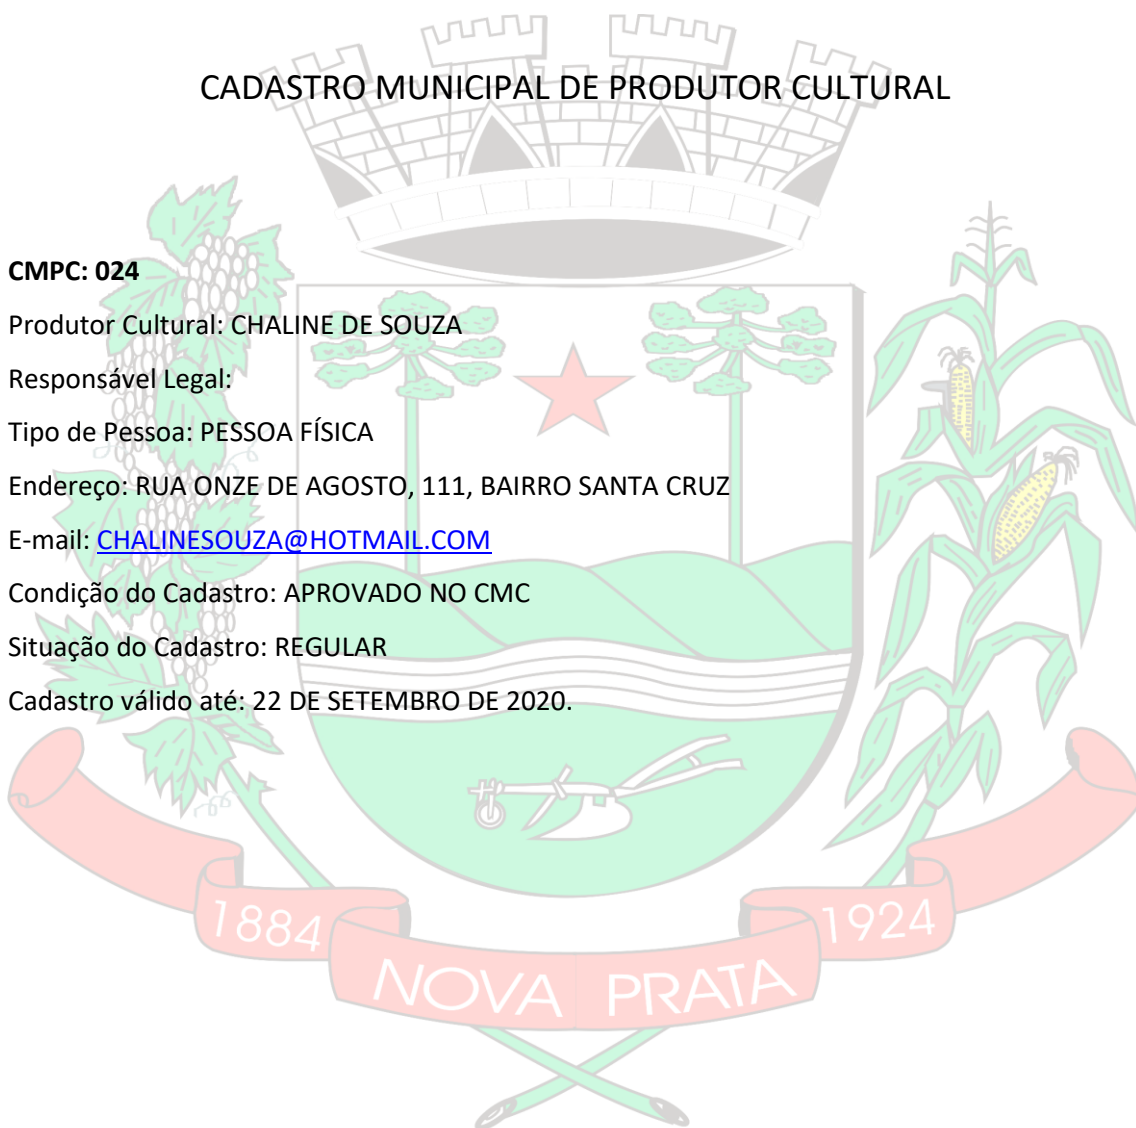 CADASTRO MUNICIPAL DE PRODUTOR CULTURAL
CMPC: 024
Produtor Cultural: CHALINE DE SOUZA
Responsável Legal:
Tipo de Pessoa: PESSOA FÍSICA
Endereço: RUA ONZE DE AGOSTO, 111, BAIRRO SANTA CRUZ
E-mail: CHALINESOUZA@HOTMAIL.COM
Condição do Cadastro: APROVADO NO CMC
Situação do Cadastro: REGULAR
Cadastro válido até: 22 DE SETEMBRO DE 2020.
1884
1924
NOVA PRATA